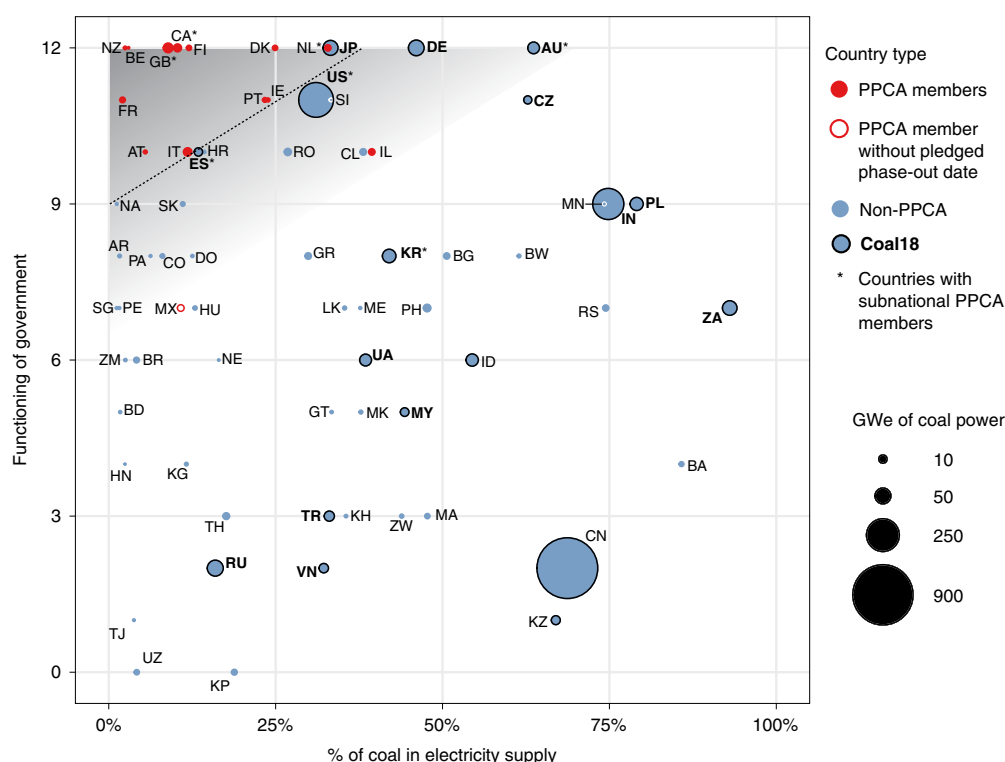 12
9
6
3
0
0%
25%
50%
75%
100%
Functioning of government
% of coal in electricity supply
NZ
BE
GB*
CA*
FI
DK
NL*
JP
DE
AU*
FR
PT
IE
US*
SI
CZ
AT
IT
ES*
HR
RO
CL
IL
NA
SK
MN
IN
PL
AR
PA
CO
DO
GR
KR*
BG
BW
SG
PE
MX
HU
LK
ME
PH
RS
ZA
ZM
BR
NE
UA
ID
BD
GT
MK
MY
HN
KG
BA
TH
TR
KH
ZW
MA
RU
VN
CN
TJ
KZ
UZ
KP
Country type
PPCA members
PPCA member
without pledged
phase-out date
Non-PPCA
Coal18
* Countries with
subnational PPCA
members
GWe of coal power
10
50
250
900